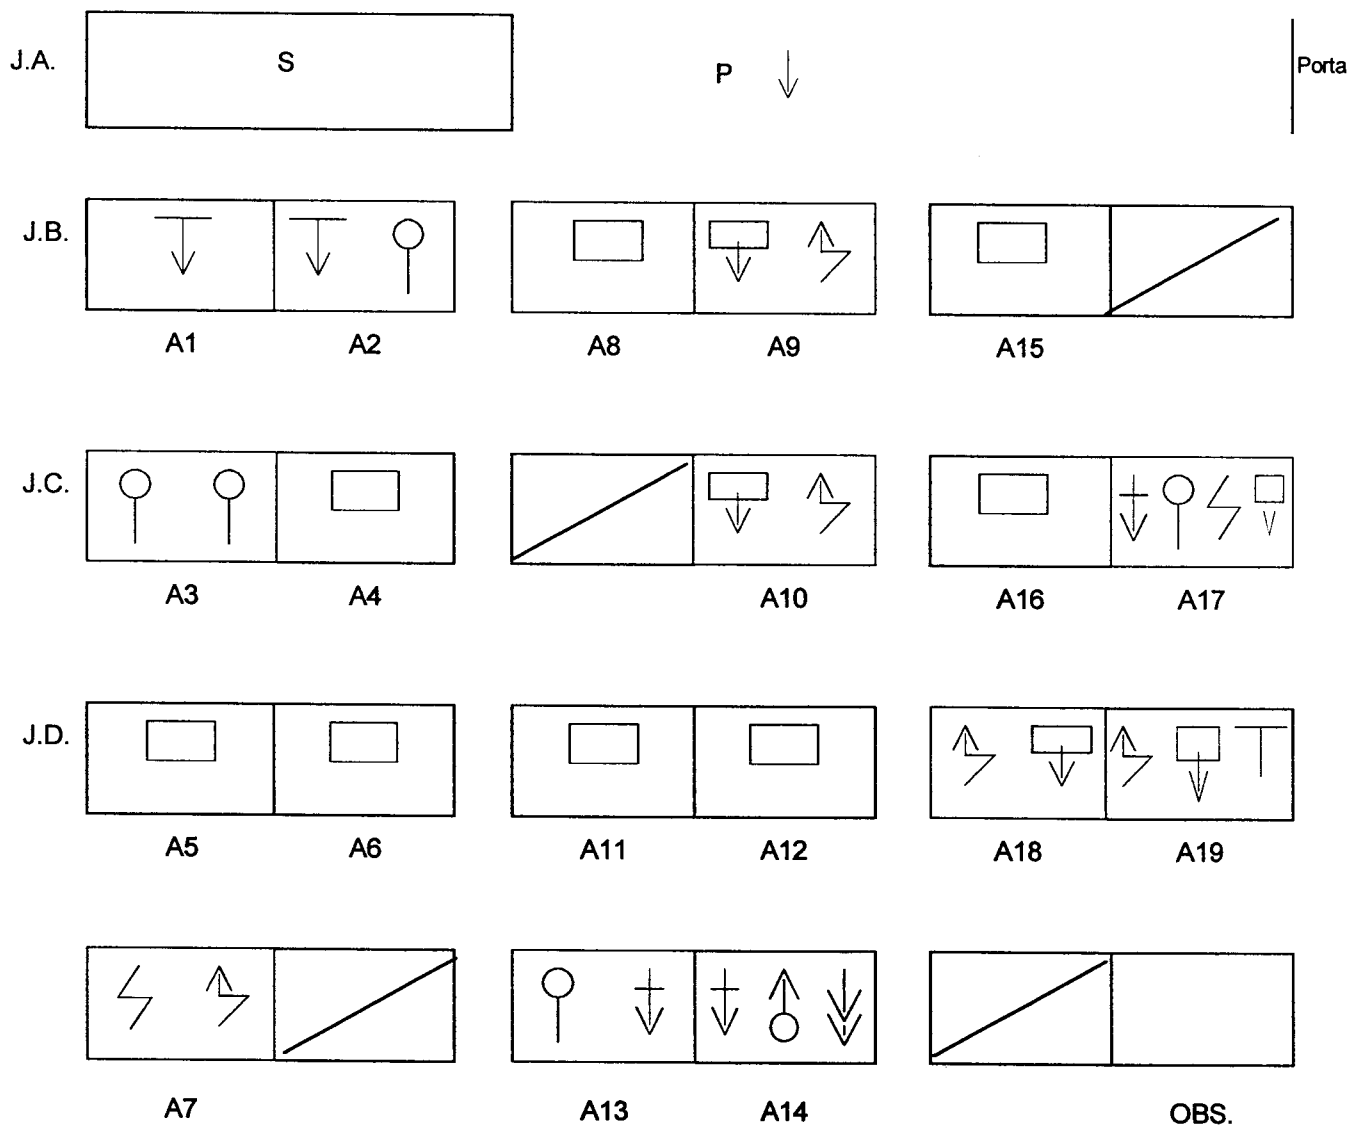 J.A. S P Porta
J.B.
A1 A2 A8 A9 A15
J.C.
A3 A4 A10 A16 A17
J.D.
A5 A6 A11 A12 A18 A19
A7 A13 A14 OBS.